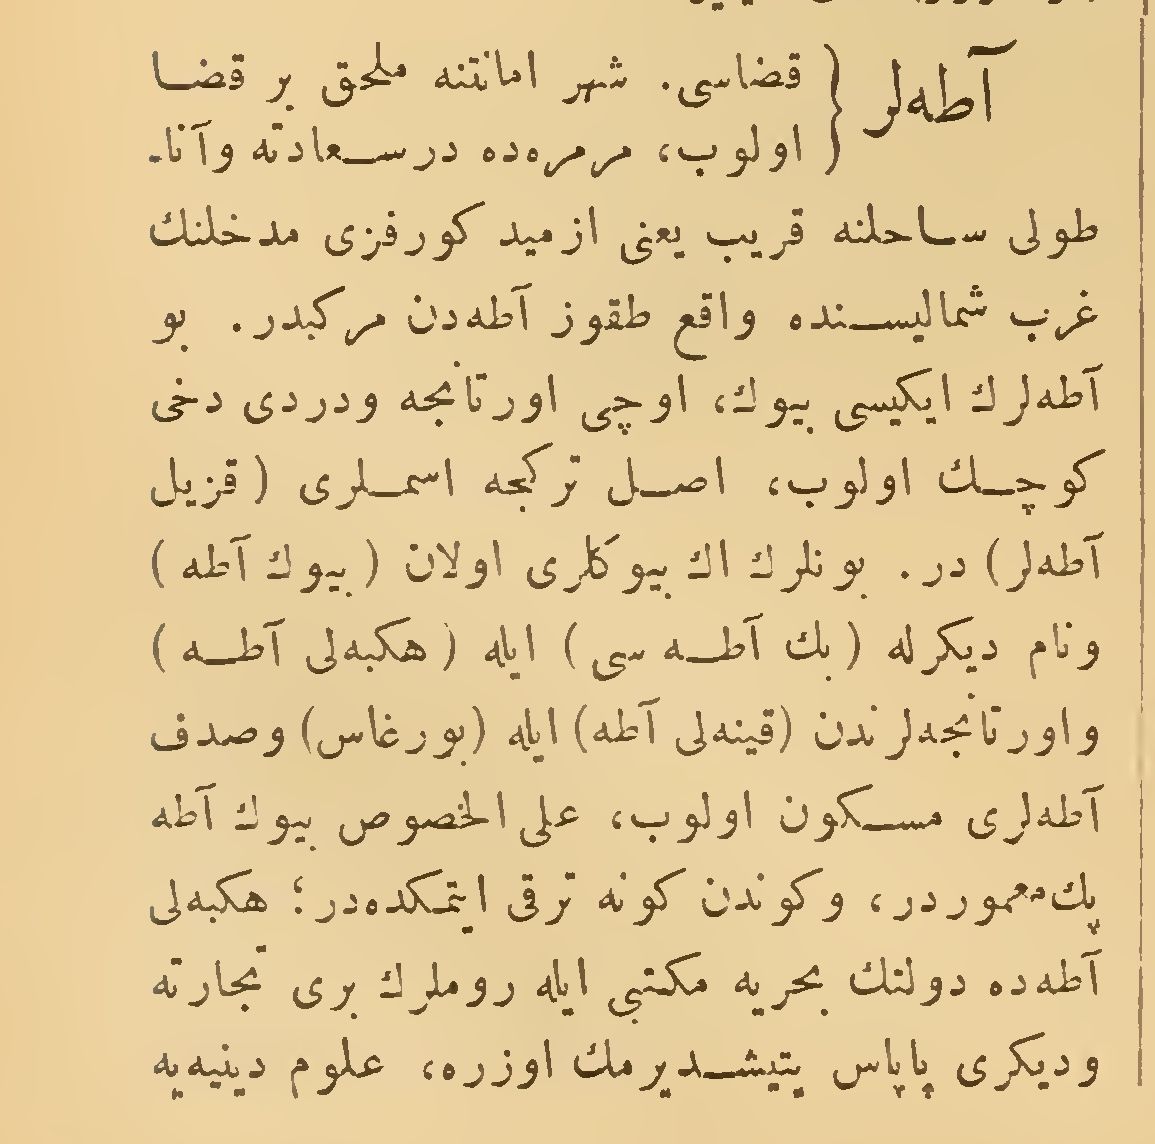 آطه‌لر { قضاسی. شهر امانتنه ملحق بر قضا
اولوب، مرمره‌ده درسعادته وآنا-
طولی ساحلنه قریب یعنی ازمید كورفزی مدخلنك
غرب شمالیسنده واقع طقوز آطه‌دن مركبدر. بو
آطه‌لرك ایكیسی بیوك، اوچی اورتانجه ودردی دخی
كوچك اولوب، اصل تركجه اسملری (قزیل
آطه‌لر) در. بونلرك اك بیوكلری اولان (بیوك آطه)
ونام دیكرله (بك آطه سی) ایله (هكبه‌لی آطه)
واورتانجه‌لرندن (قینه‌لی آطه) ایله (بورغاس) وصدف
آطه‌لری مسكون اولوب، علی الخصوص بیوك آطه
پك معموردر، وكوندن كونه ترقی ایتمكده‌در؛ هكبه‌لی
آطه‌ده دولتك بحریه مكتبی ایله روملرك بری تجارته
ودیكری پاپاس یتیشدیرمك اوزره، علوم دینیه‌یه